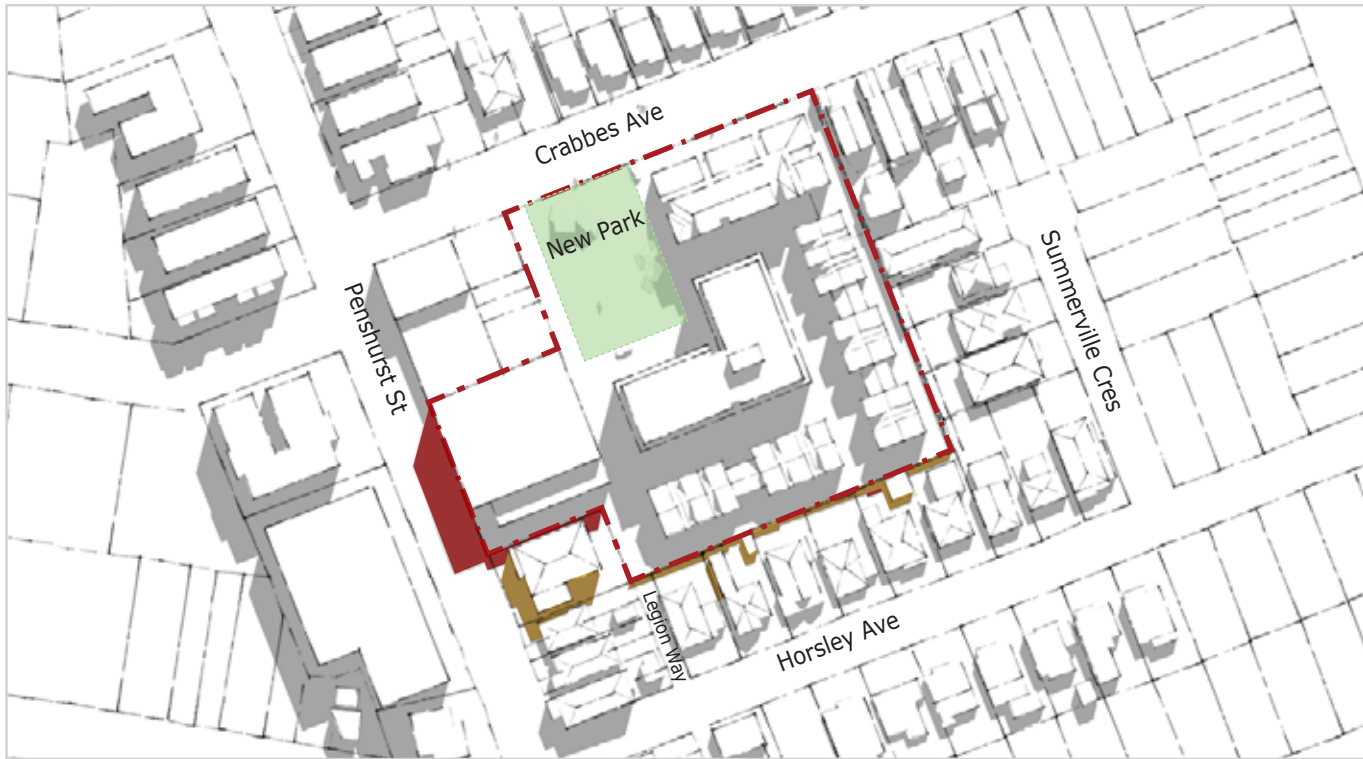 Crabbes Ave
New Park
Penshurst St
Summerville Cres
Legion Way
Horsley Ave